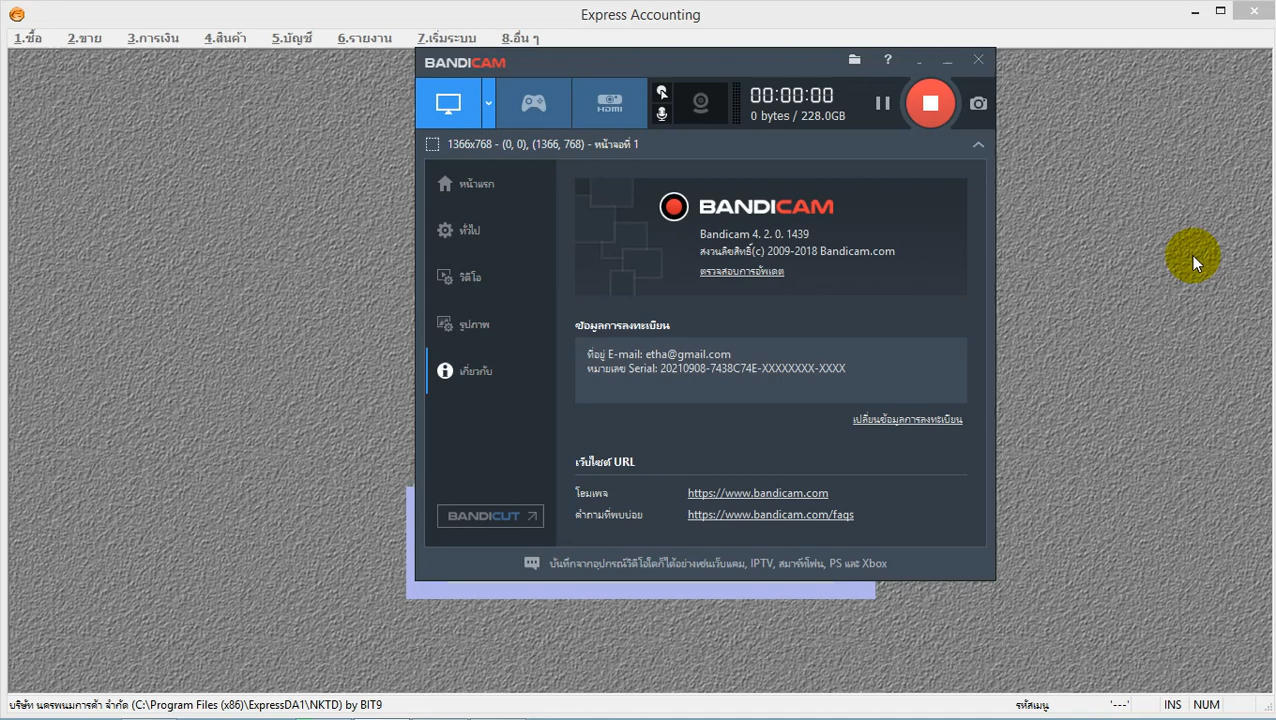 Express Accounting
1.ซื้อ 2.ขาย 3.การเงิน 4.สินค้า 5.บัญชี 6.รายงาน 7.เริ่มระบบ 8.อื่น ๆ
BANDICAM
HDMI
00:00:00
0 bytes / 228.0GB
1366x768 - (0, 0), (1366, 768) - หน้าจอที่ 1
หน้าแรก
ทั่วไป
วิดีโอ
รูปภาพ
เกี่ยวกับ
BANDICUT
BANDICAM
Bandicam 4. 2. 0. 1439
สงวนลิขสิทธิ์(c) 2009-2018 Bandicam.com
ตรวจสอบการอัพเดต
ข้อมูลการลงทะเบียน
ที่อยู่ E-mail: etha@gmail.com
หมายเลข Serial: 20210908-7438C74E-XXXXXXXX-XXXX
เปลี่ยนข้อมูลการลงทะเบียน
เว็บไซต์ URL
โฮมเพจ https://www.bandicam.com
คำถามที่พบบ่อย https://www.bandicam.com/faqs
บันทึกจากอุปกรณ์วิดีโอใดก็ได้อย่างเช่นเว็บแคม, IPTV, สมาร์ทโฟน, PS และ Xbox
บริษัท นครพนมการค้า จำกัด (C:\Program Files (x86)\ExpressDA1\NKTD) by BIT9 รหัสเมนู '---' INS NUM